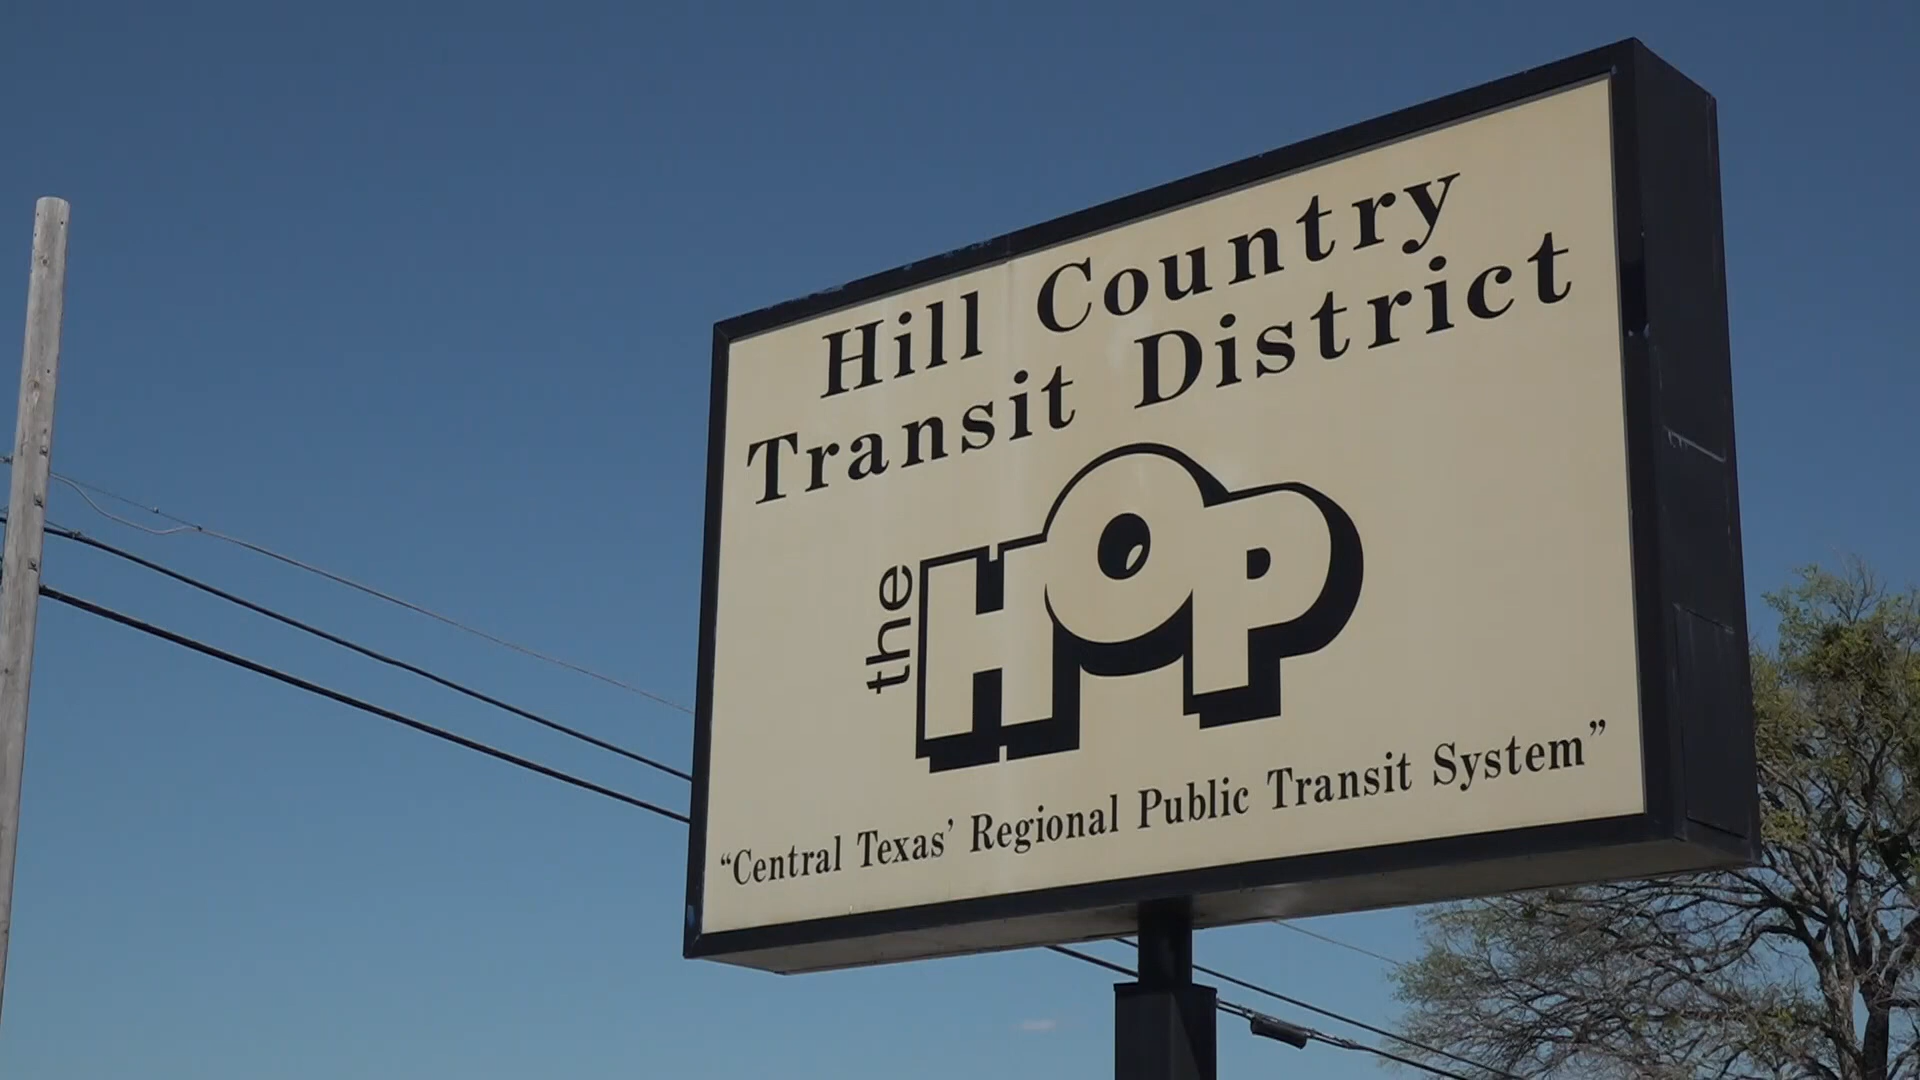 Hill Country
Transit District
the HOP
“Central Texas’ Regional Public Transit System”